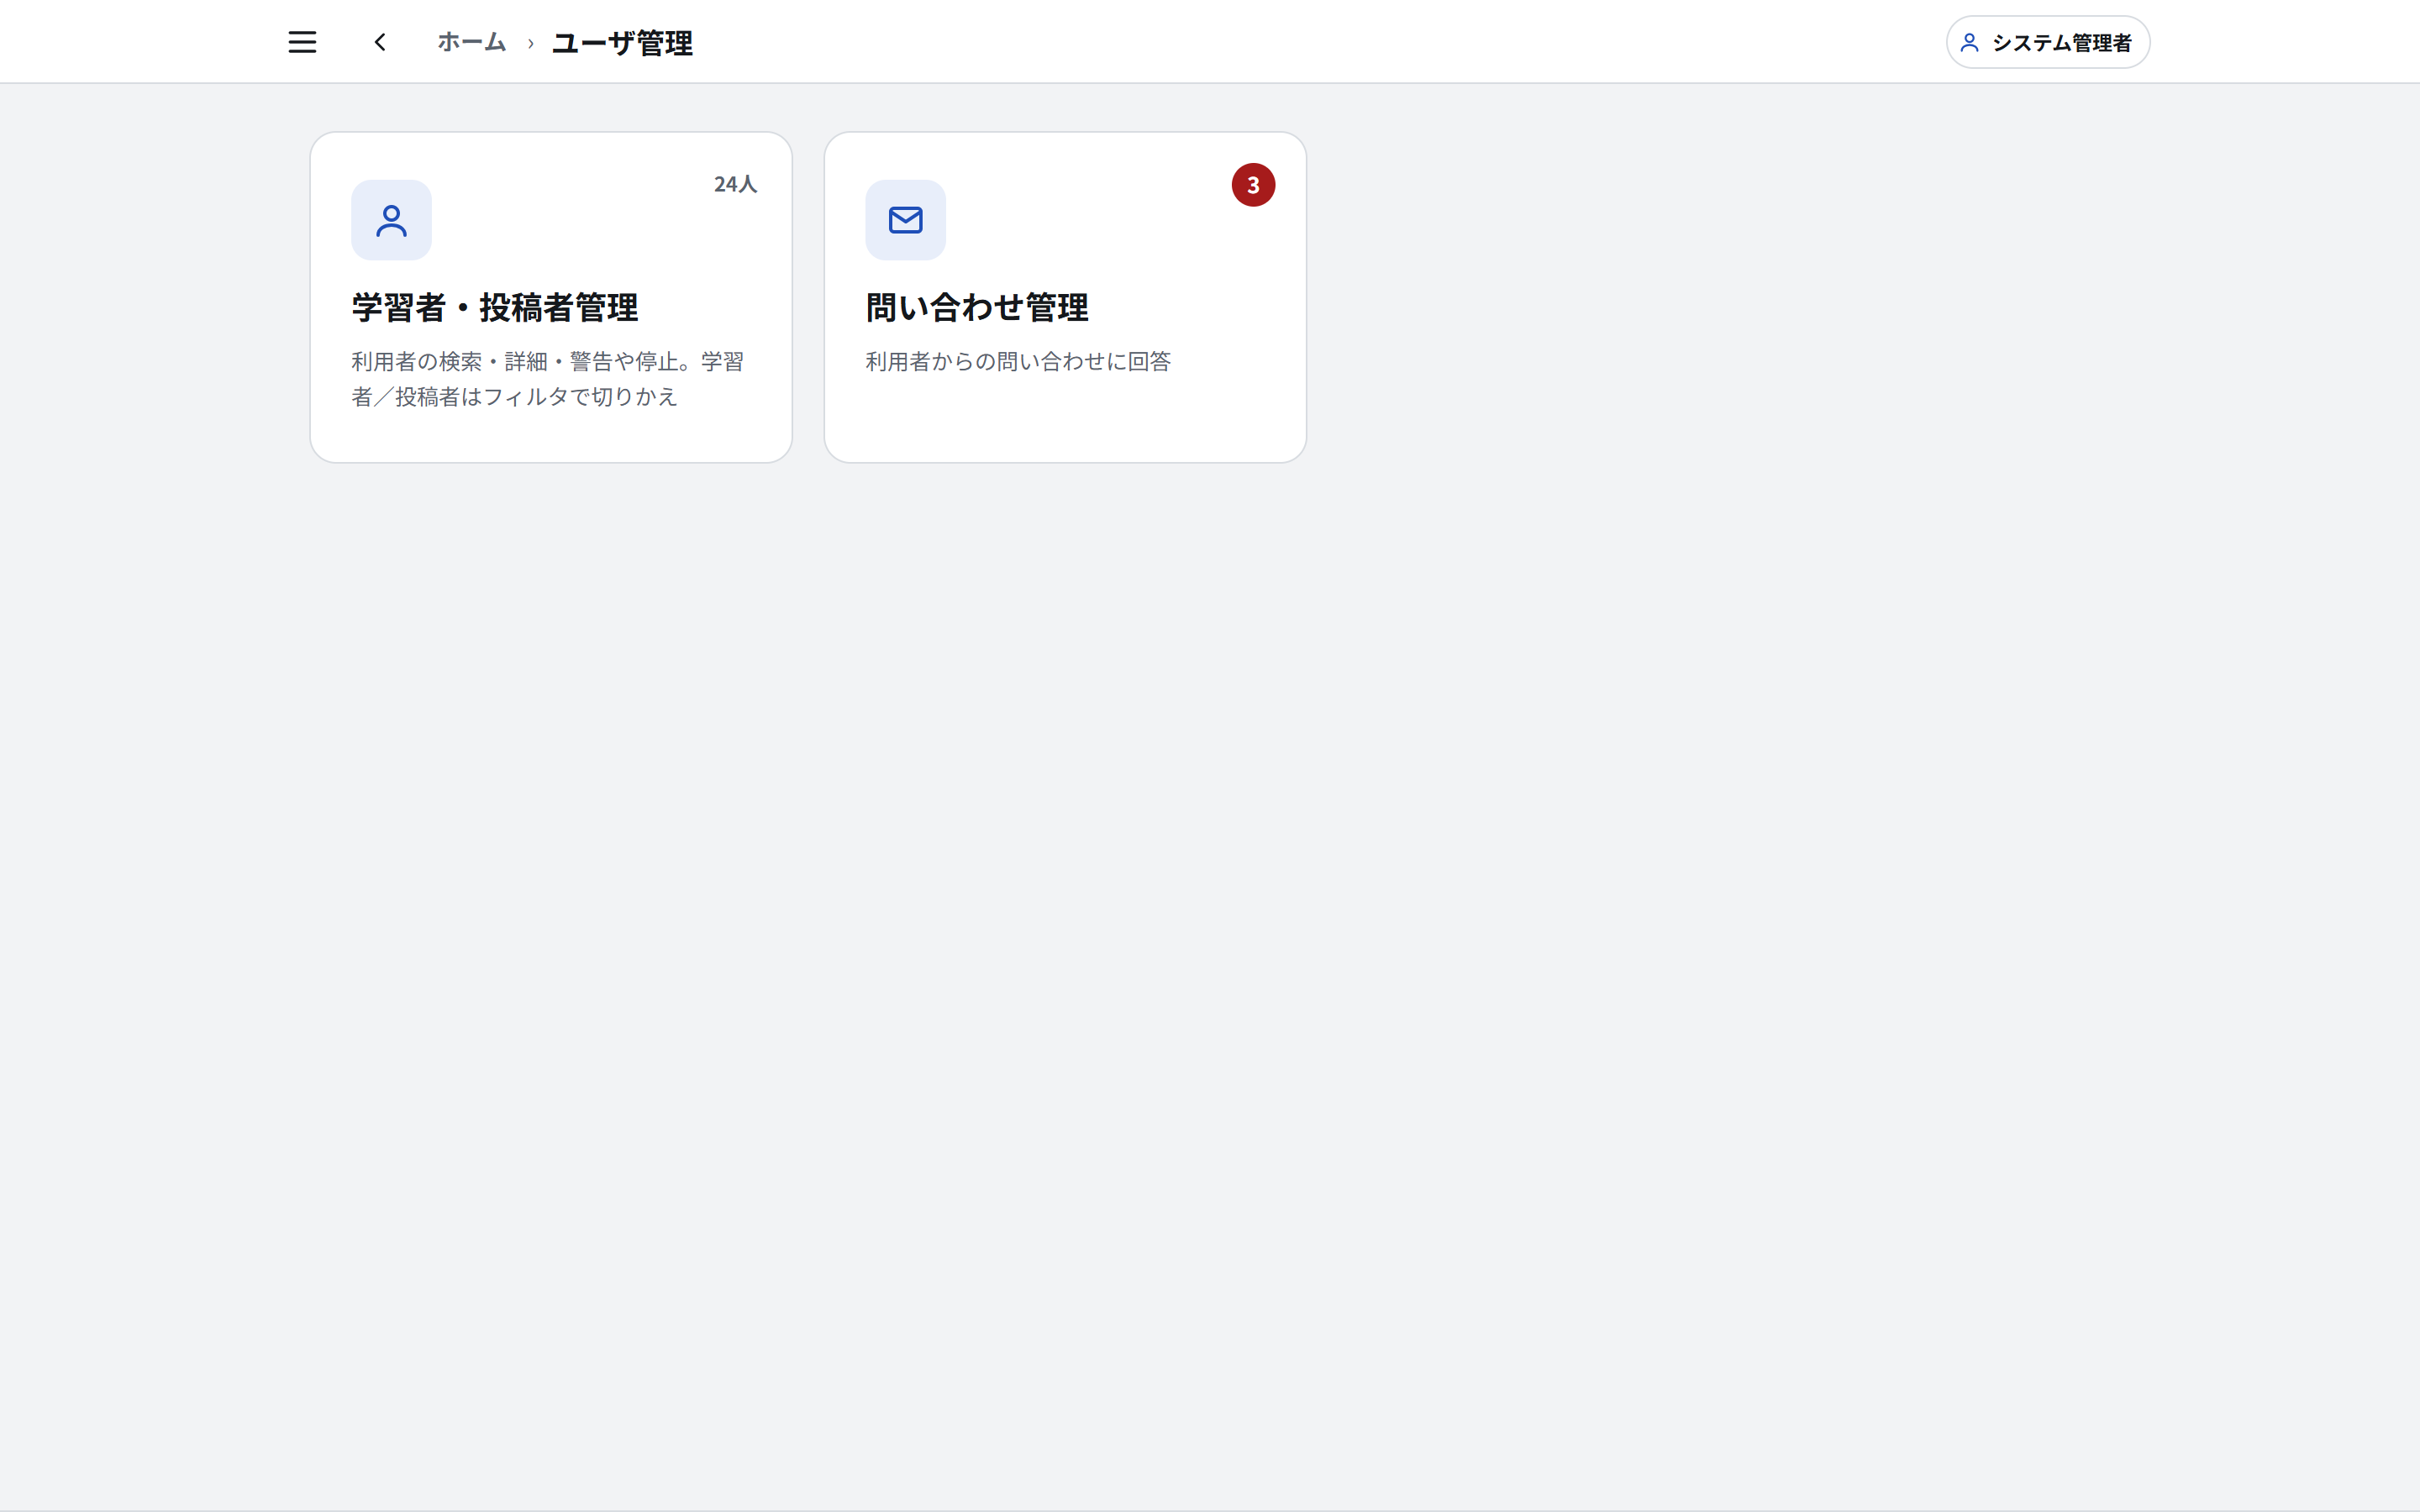 ホーム › ユーザ管理
システム管理者
24人
学習者・投稿者管理
利用者の検索・詳細・警告や停止。学習
者／投稿者はフィルタで切りかえ
3
問い合わせ管理
利用者からの問い合わせに回答